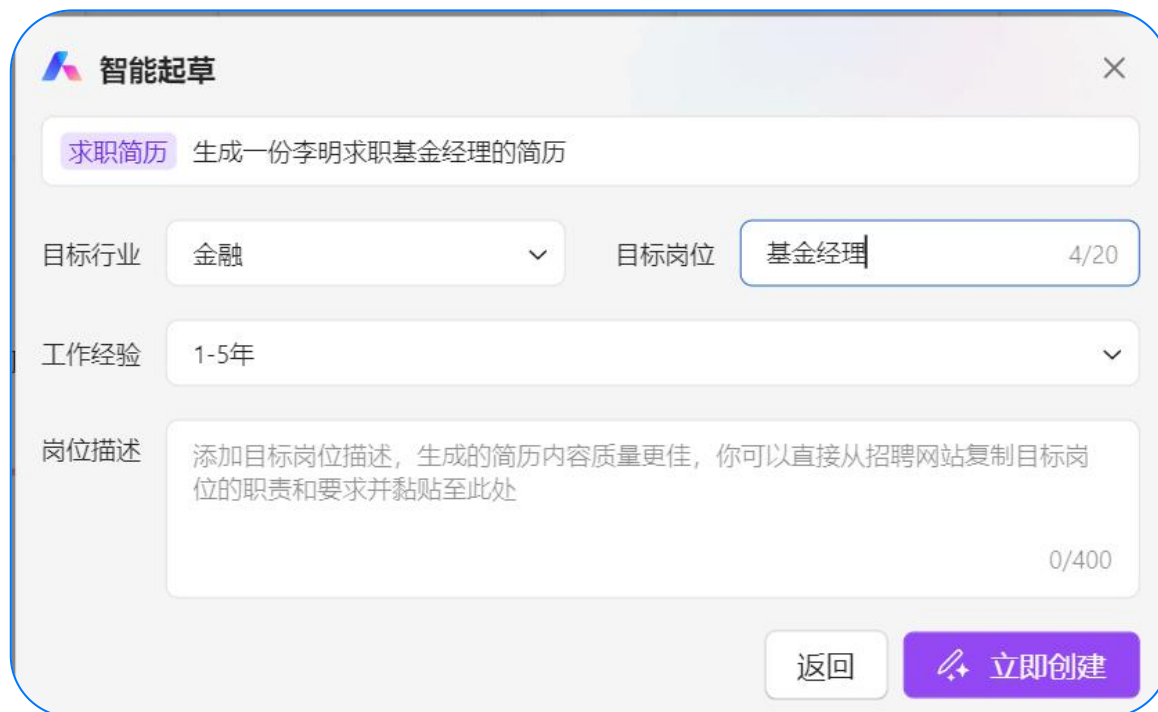 智能起草
求职简历 生成一份李明求职基金经理的简历
目标行业 金融 目标岗位 基金经理 4/20
工作经验 1-5年
岗位描述 添加目标岗位描述，生成的简历内容质量更佳，你可以直接从招聘网站复制目标岗
位的职责和要求并黏贴至此处
0/400
返回 立即创建